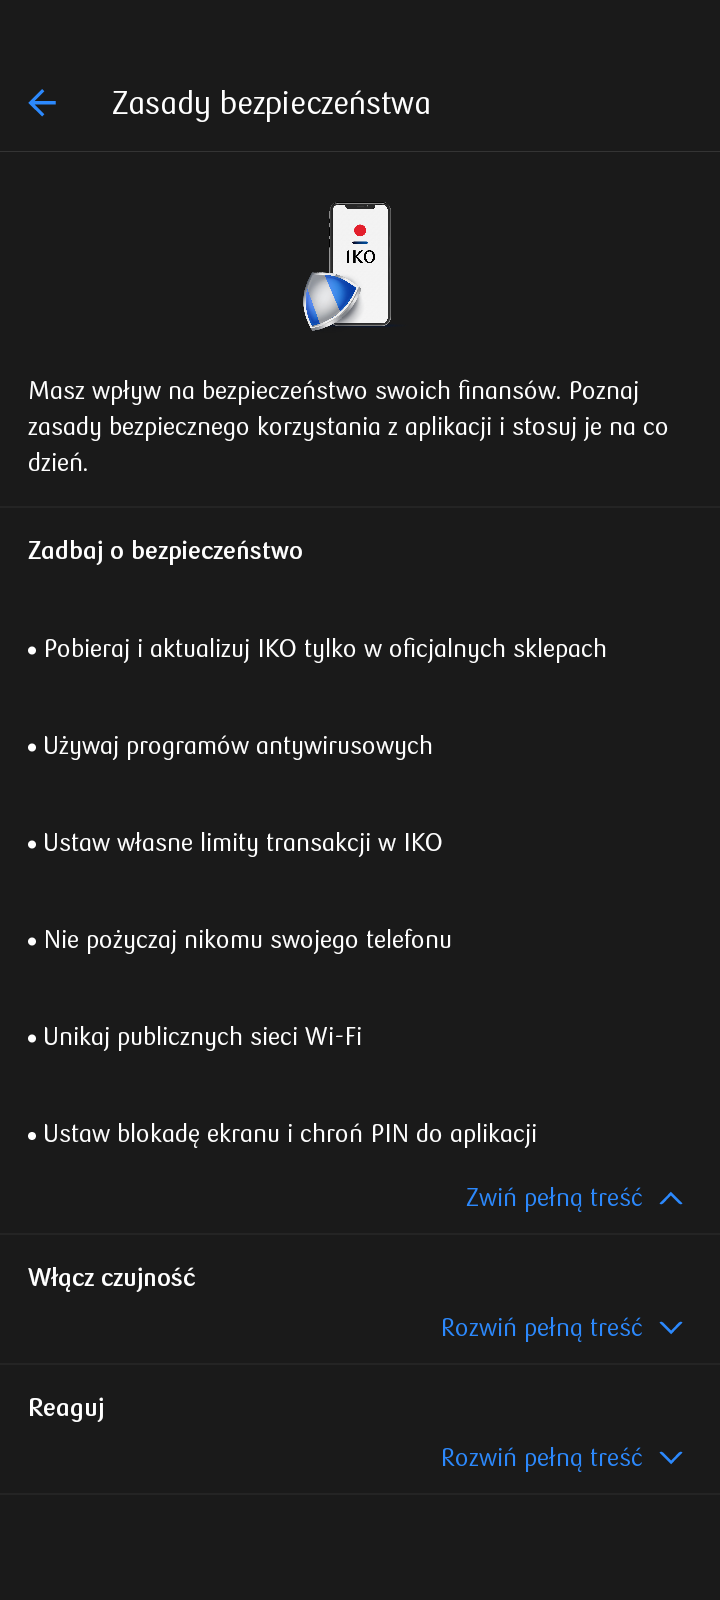 Zasady bezpieczeństwa
IKO
Masz wpływ na bezpieczeństwo swoich finansów. Poznaj
zasady bezpiecznego korzystania z aplikacji i stosuj je na co
dzień.
Zadbaj o bezpieczeństwo
• Pobieraj i aktualizuj IKO tylko w oficjalnych sklepach
• Używaj programów antywirusowych
• Ustaw własne limity transakcji w IKO
• Nie pożyczaj nikomu swojego telefonu
• Unikaj publicznych sieci Wi-Fi
• Ustaw blokadę ekranu i chroń PIN do aplikacji
Zwiń pełną treść
Włącz czujność
Rozwiń pełną treść
Reaguj
Rozwiń pełną treść